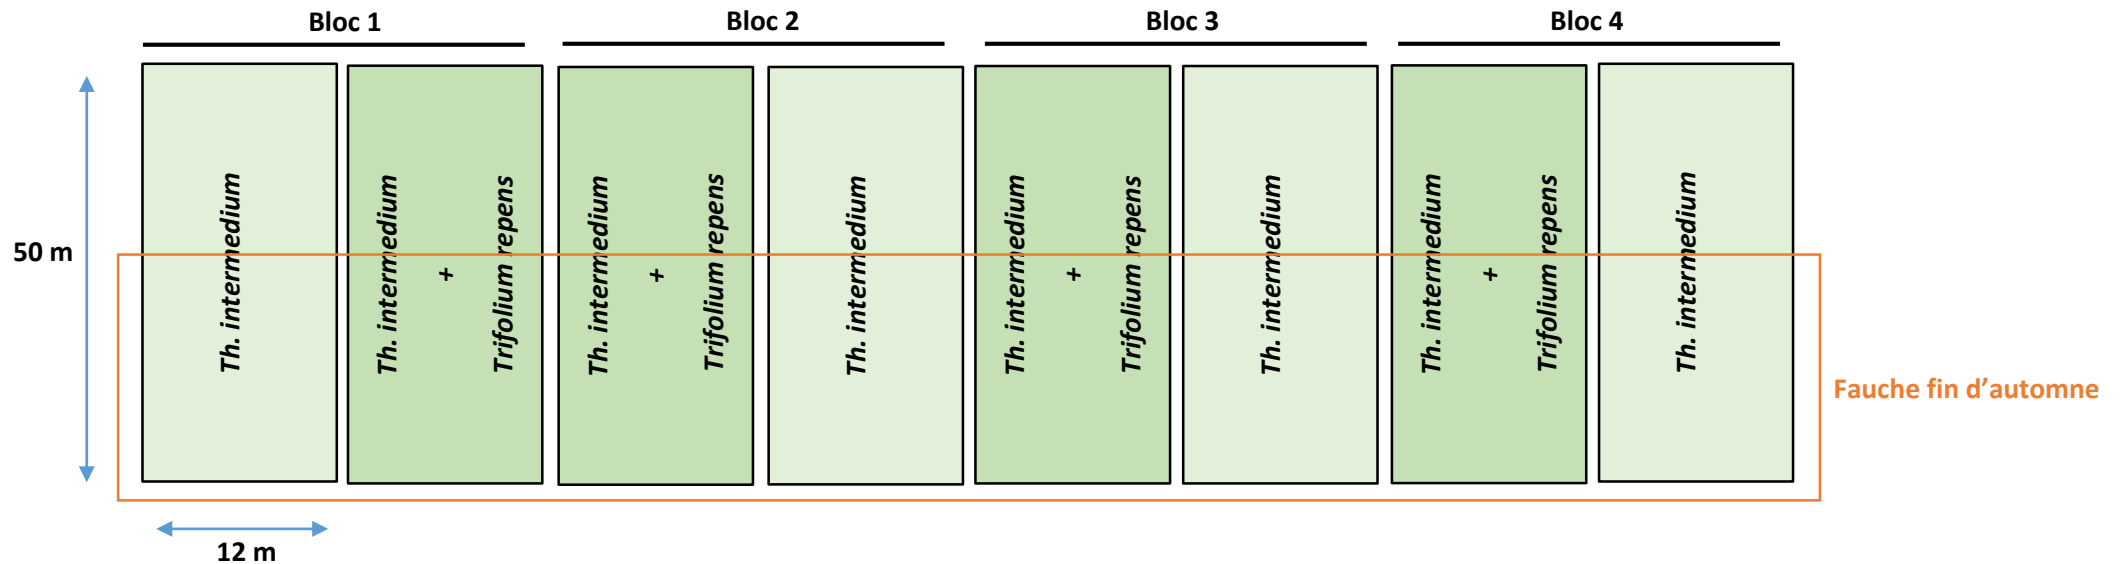 Bloc 1
Bloc 2
Bloc 3
Bloc 4
50 m
Th. intermedium
Th. intermedium
+
Trifolium repens
Th. intermedium
+
Trifolium repens
Th. intermedium
Th. intermedium
+
Trifolium repens
Th. intermedium
Th. intermedium
+
Trifolium repens
Th. intermedium
Fauche fin d’automne
12 m